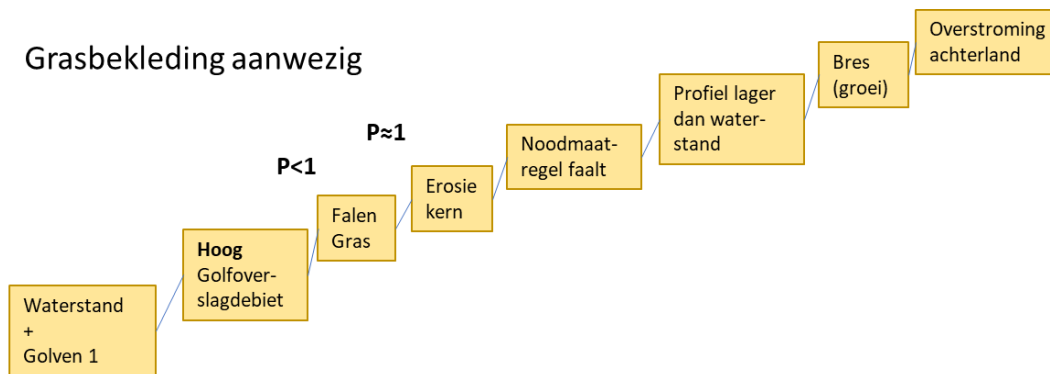 Grasbekleding aanwezig
Waterstand
+
Golven 1
Hoog
Golfover-
slagdebiet
P<1
Falen
Gras
P≈1
Erosie
kern
Noodmaat-
regel faalt
Profiel lager
dan water-
stand
Bres
(groei)
Overstroming
achterland